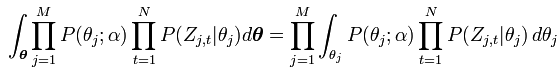 ∫_𝜽 ∏_{j=1}^{M} P(θ_j; α) ∏_{t=1}^{N} P(Z_{j,t}|θ_j) d𝜽 = ∏_{j=1}^{M} ∫_{θ_j} P(θ_j; α) ∏_{t=1}^{N} P(Z_{j,t}|θ_j) dθ_j